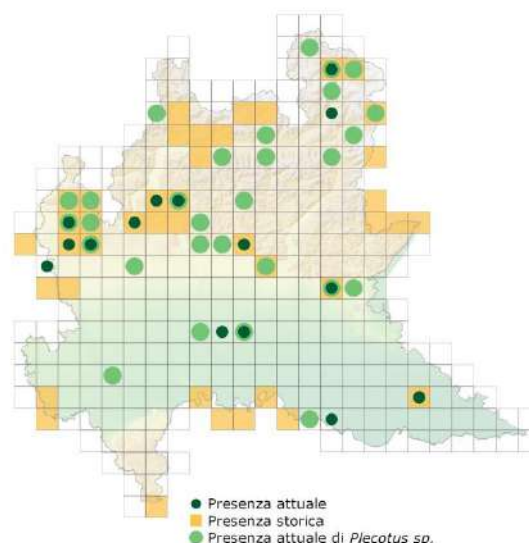 Presenza attuale
Presenza storica
Presenza attuale di Plecotus sp.